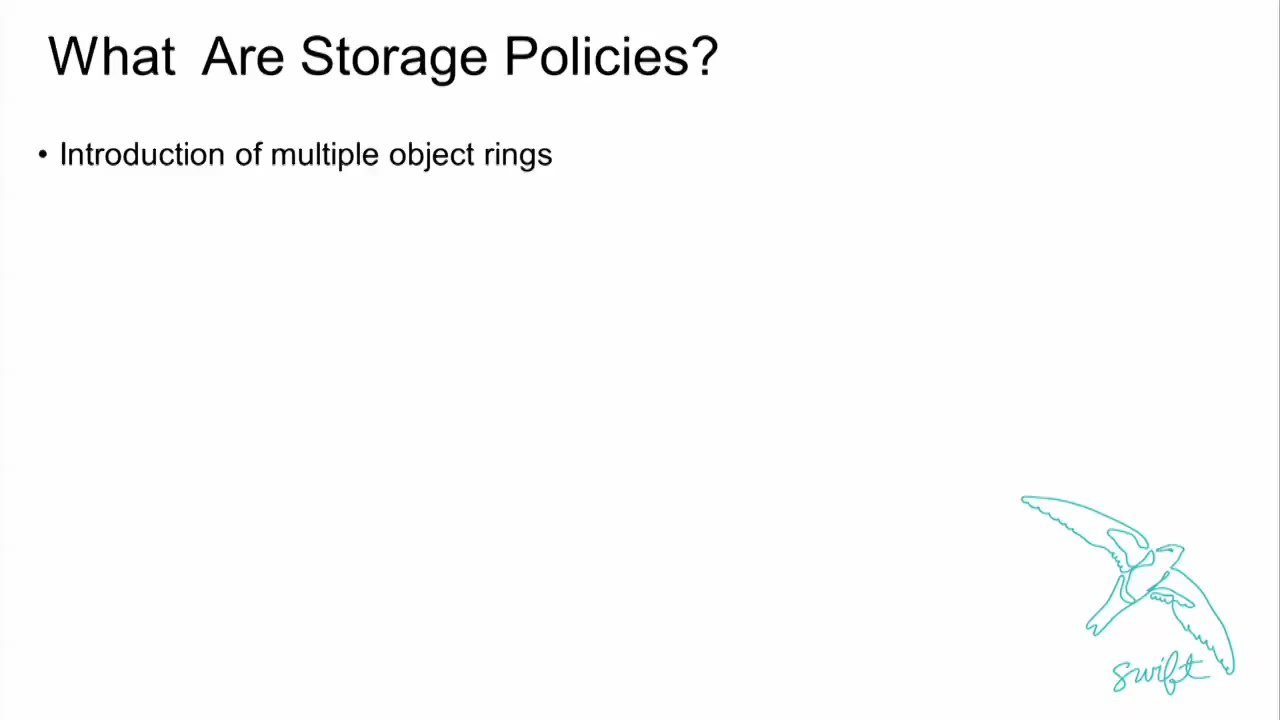 What Are Storage Policies?
• Introduction of multiple object rings
swift